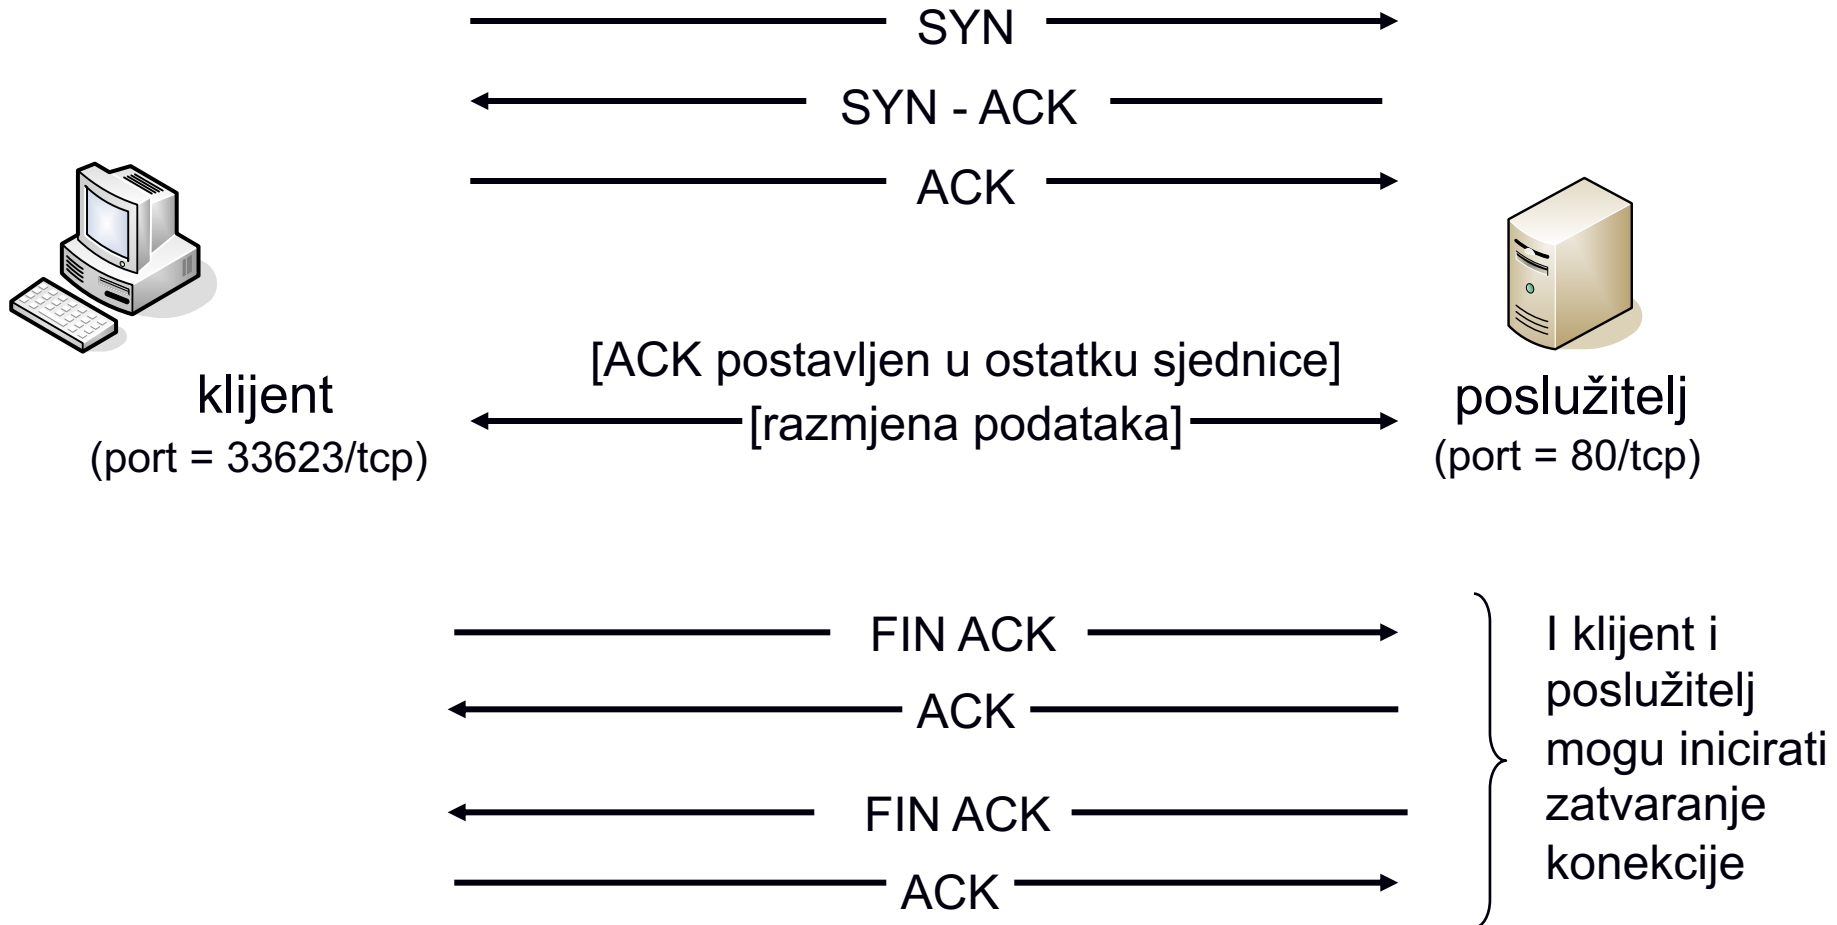 SYN
SYN - ACK
ACK
klijent
(port = 33623/tcp)
[ACK postavljen u ostatku sjednice]
[razmjena podataka]
poslužitelj
(port = 80/tcp)
FIN ACK
ACK
FIN ACK
ACK
I klijent i
poslužitelj
mogu inicirati
zatvaranje
konekcije